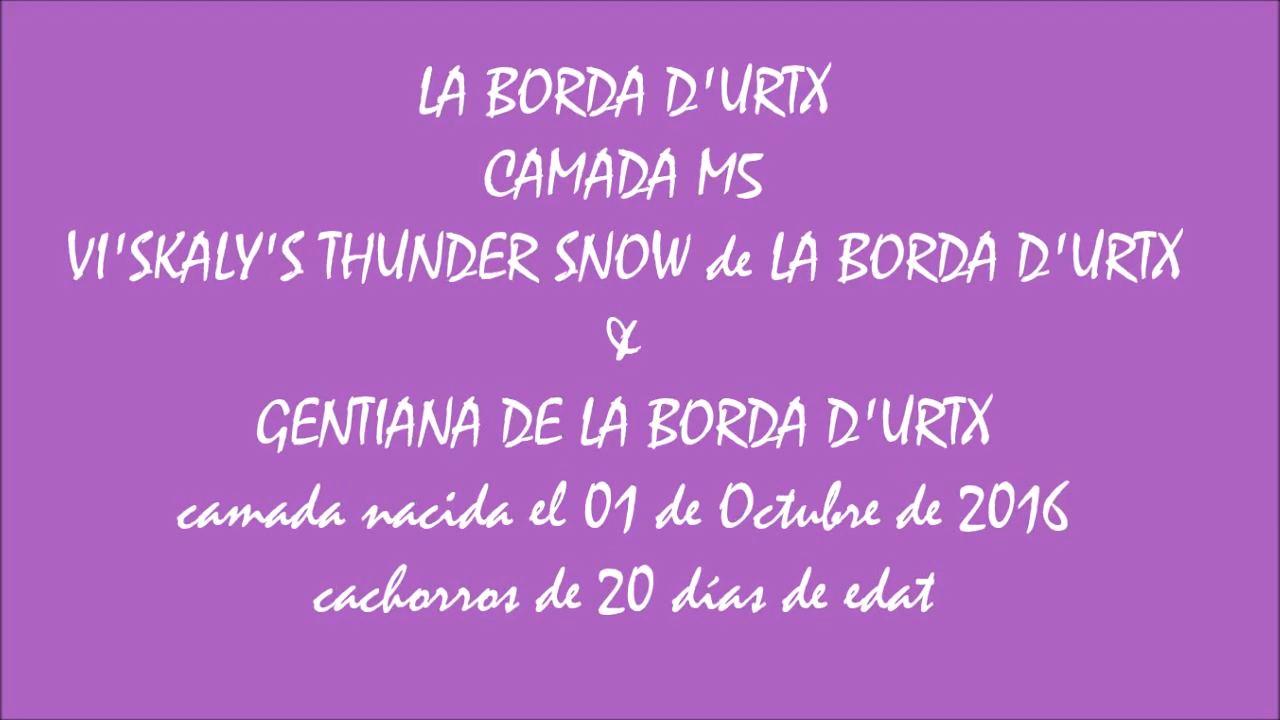 LA BORDA D'URTX
CAMADA M5
VI'SKALY'S THUNDER SNOW de LA BORDA D'URTX
&
GENTIANA DE LA BORDA D'URTX
camada nacida el 01 de Octubre de 2016
cachorros de 20 días de edat